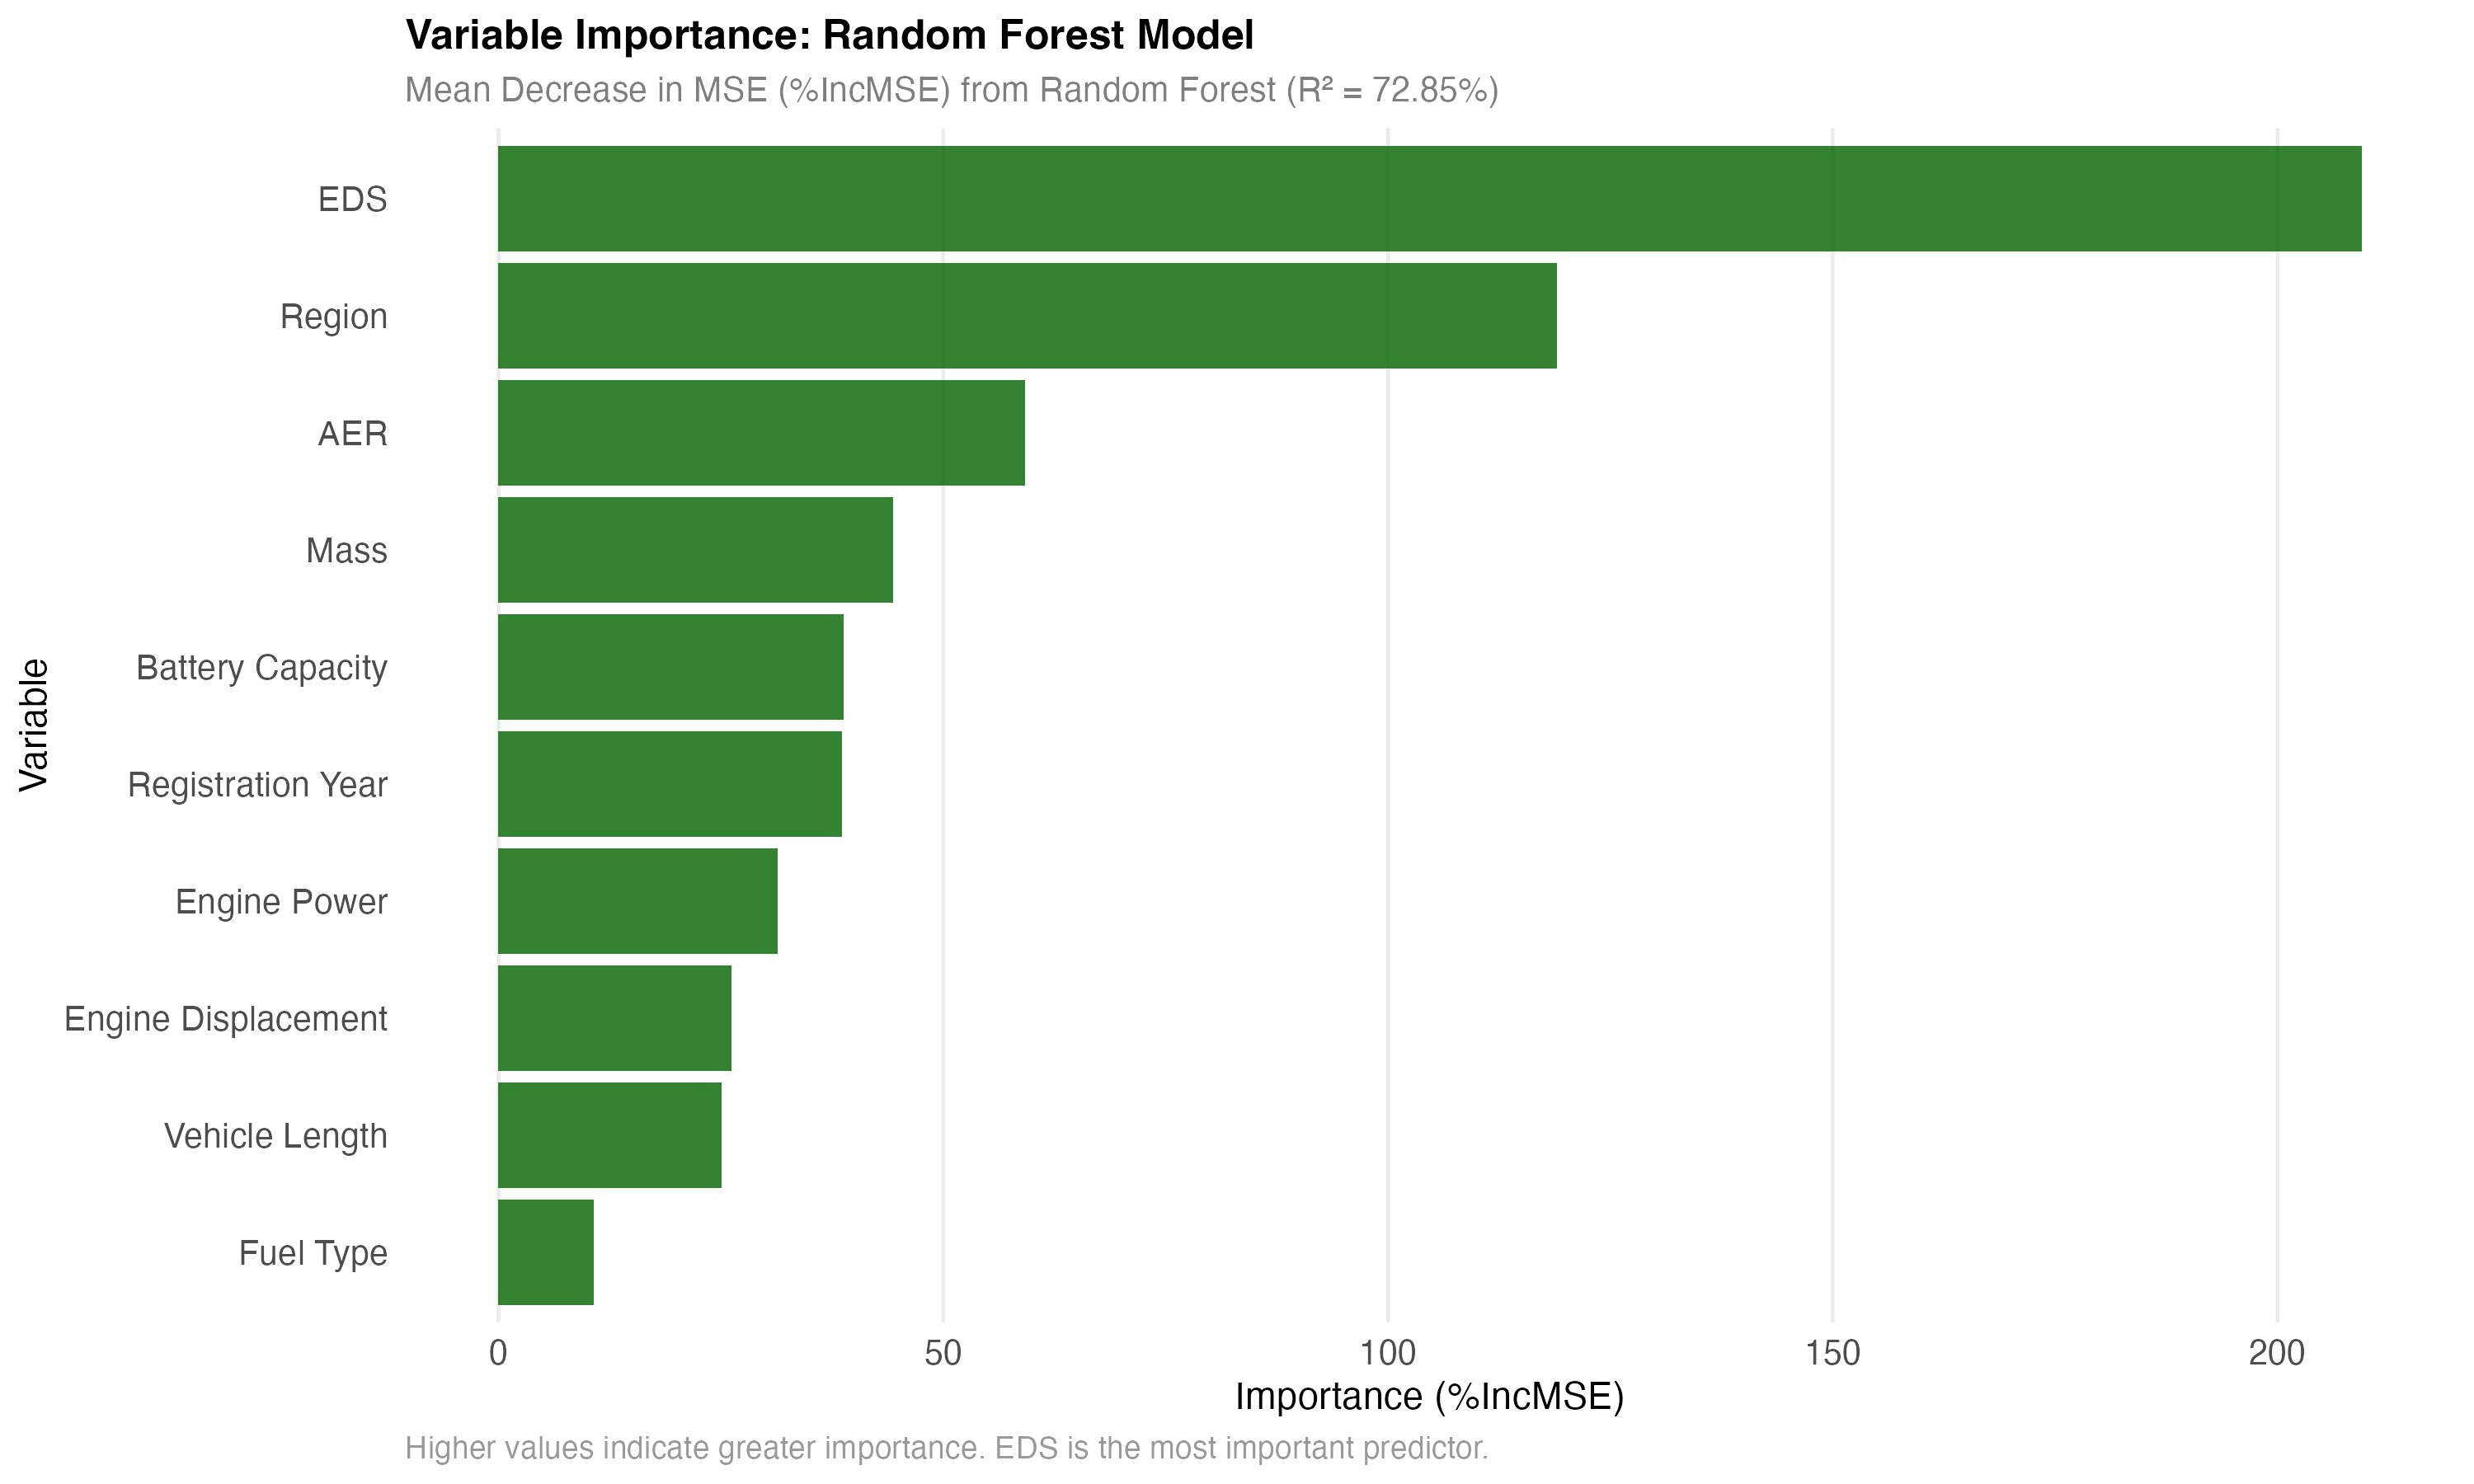 Variable Importance: Random Forest Model
Mean Decrease in MSE (%IncMSE) from Random Forest (R² = 72.85%)
EDS
Region
AER
Mass
Battery Capacity
Registration Year
Engine Power
Engine Displacement
Vehicle Length
Fuel Type
Variable
0 50 100 150 200
Importance (%IncMSE)
Higher values indicate greater importance. EDS is the most important predictor.